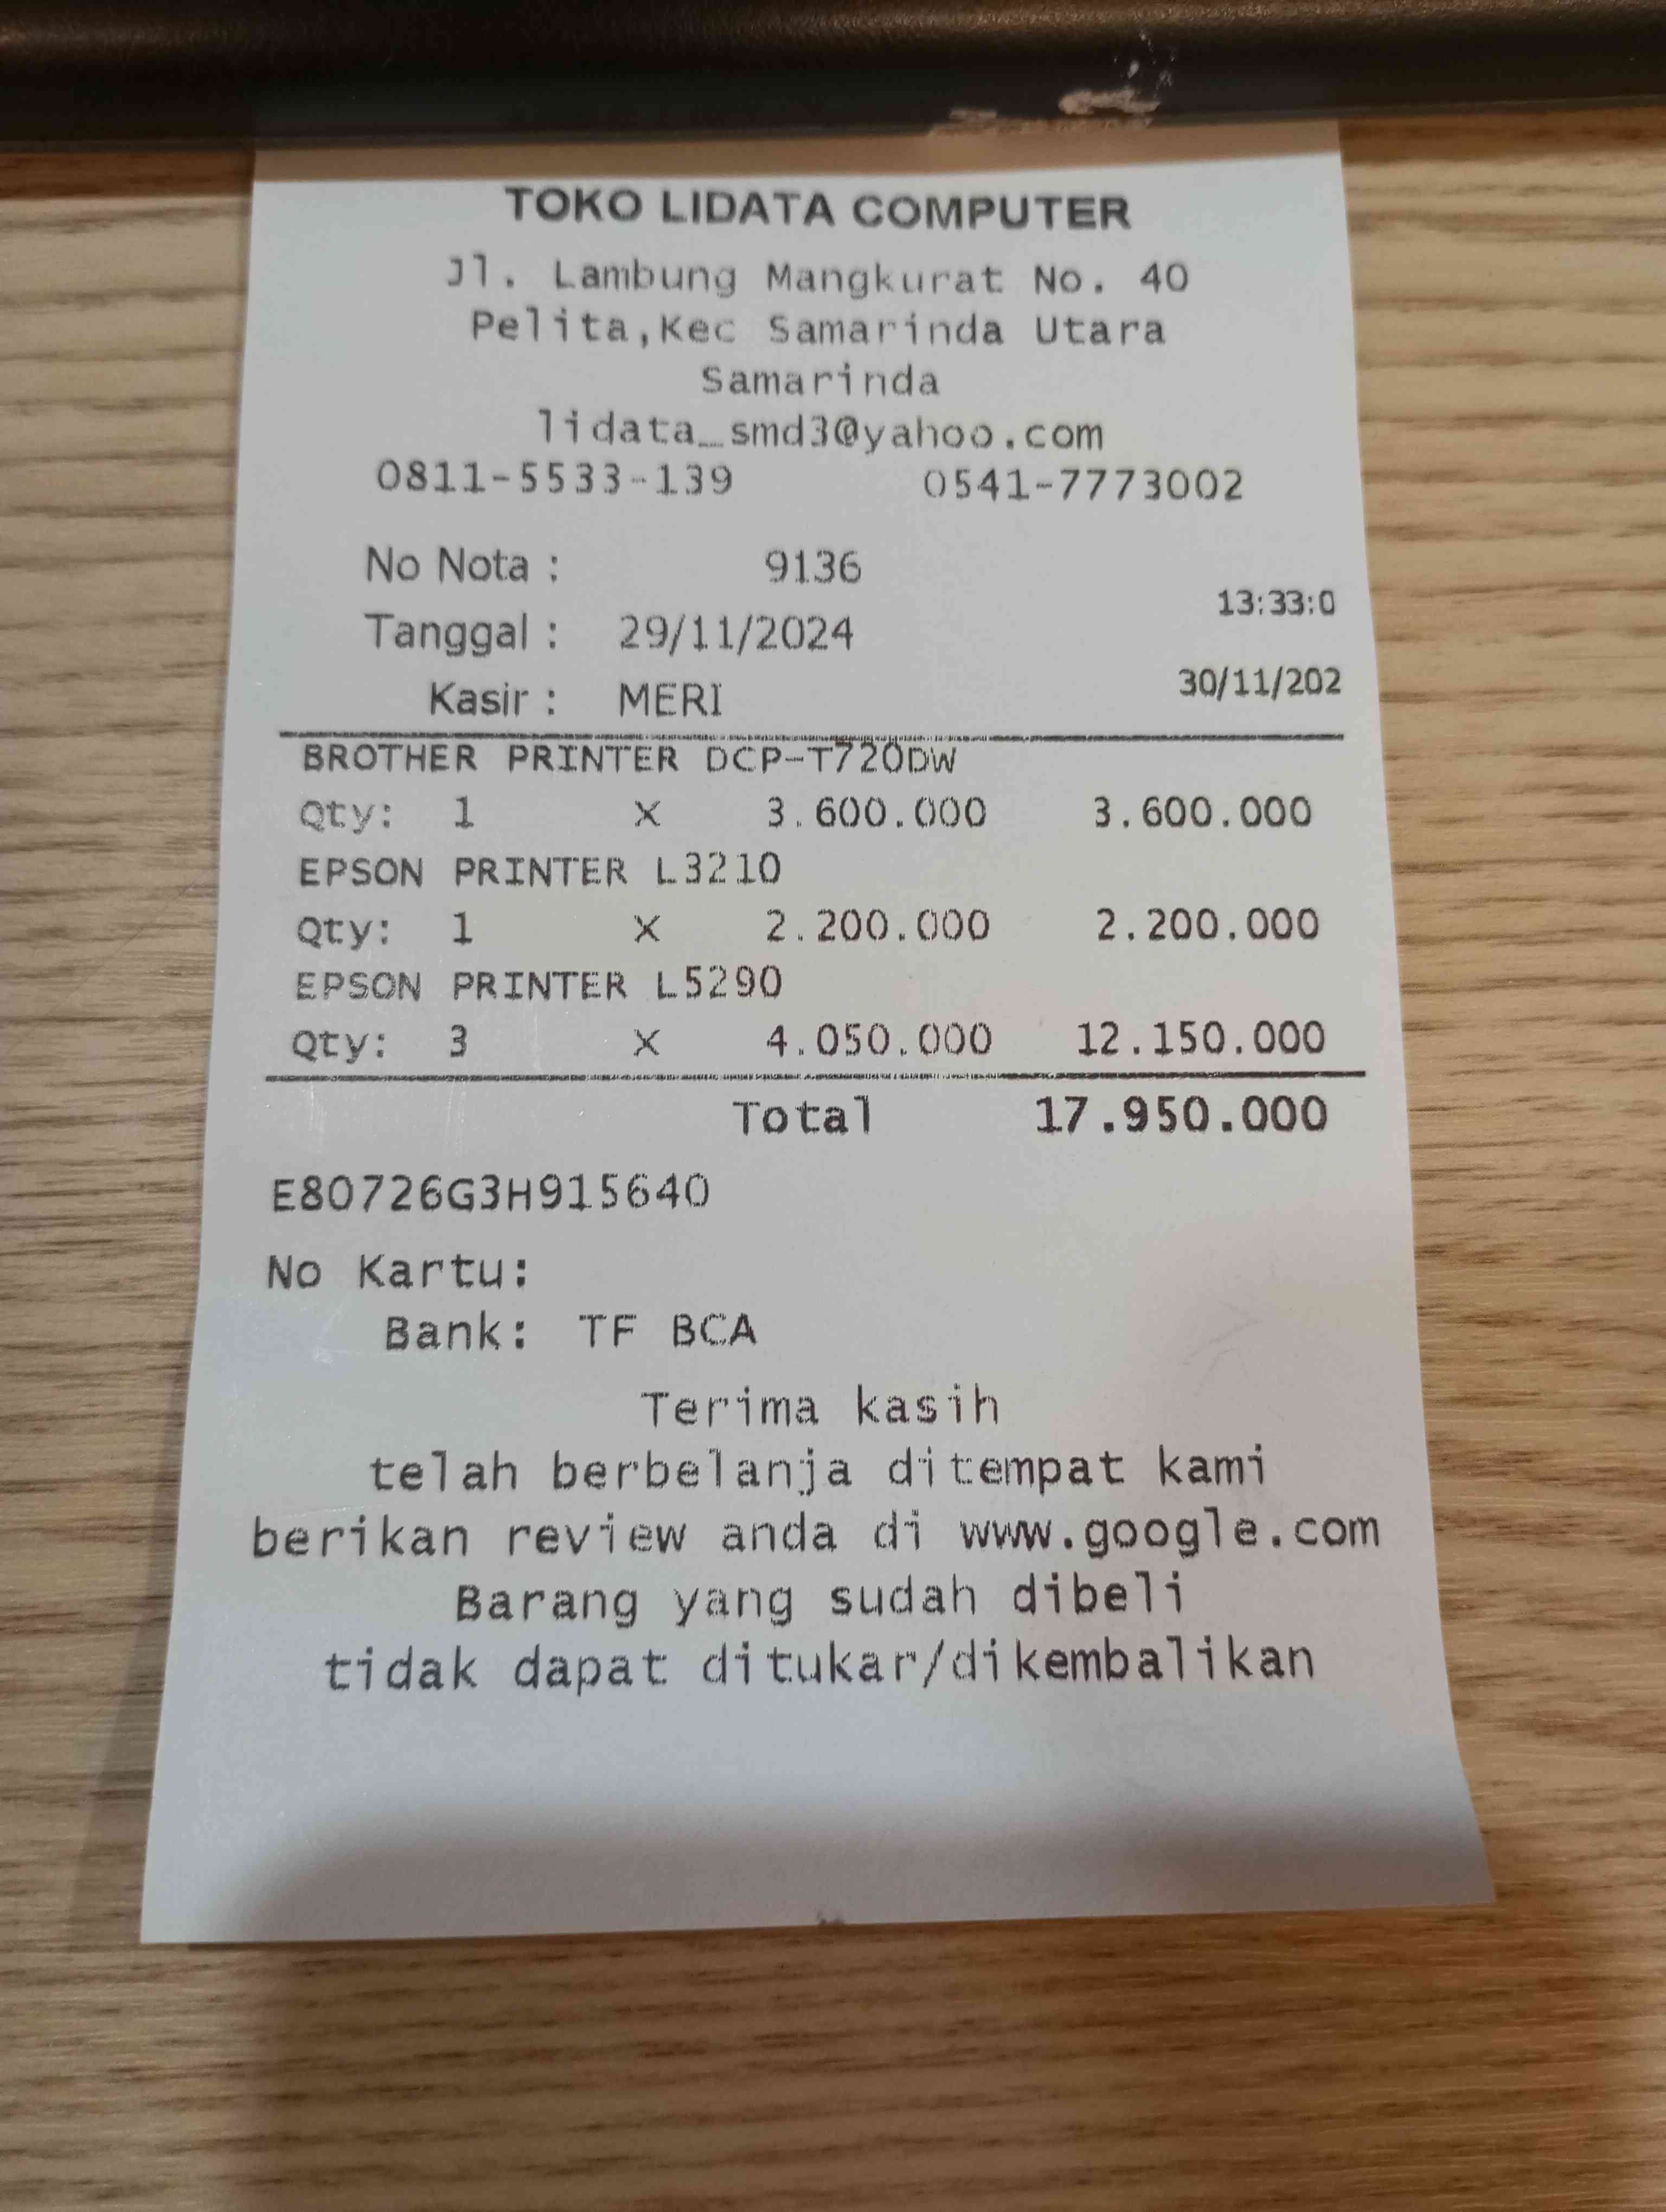 TOKO LIDATA COMPUTER
Jl. Lambung Mangkurat No. 40
Pelita,Kec Samarinda Utara
Samarinda
lidata_smd3@yahoo.com
0811-5533-139 0541-7773002
No Nota : 9136
13:33:0
Tanggal : 29/11/2024
30/11/202
Kasir : MERI
BROTHER PRINTER DCP-T720DW
Qty: 1 X 3.600.000 3.600.000
EPSON PRINTER L3210
Qty: 1 X 2.200.000 2.200.000
EPSON PRINTER L5290
Qty: 3 X 4.050.000 12.150.000
Total 17.950.000
E80726G3H915640
No Kartu:
Bank: TF BCA
Terima kasih
telah berbelanja ditempat kami
berikan review anda di www.google.com
Barang yang sudah dibeli
tidak dapat ditukar/dikembalikan